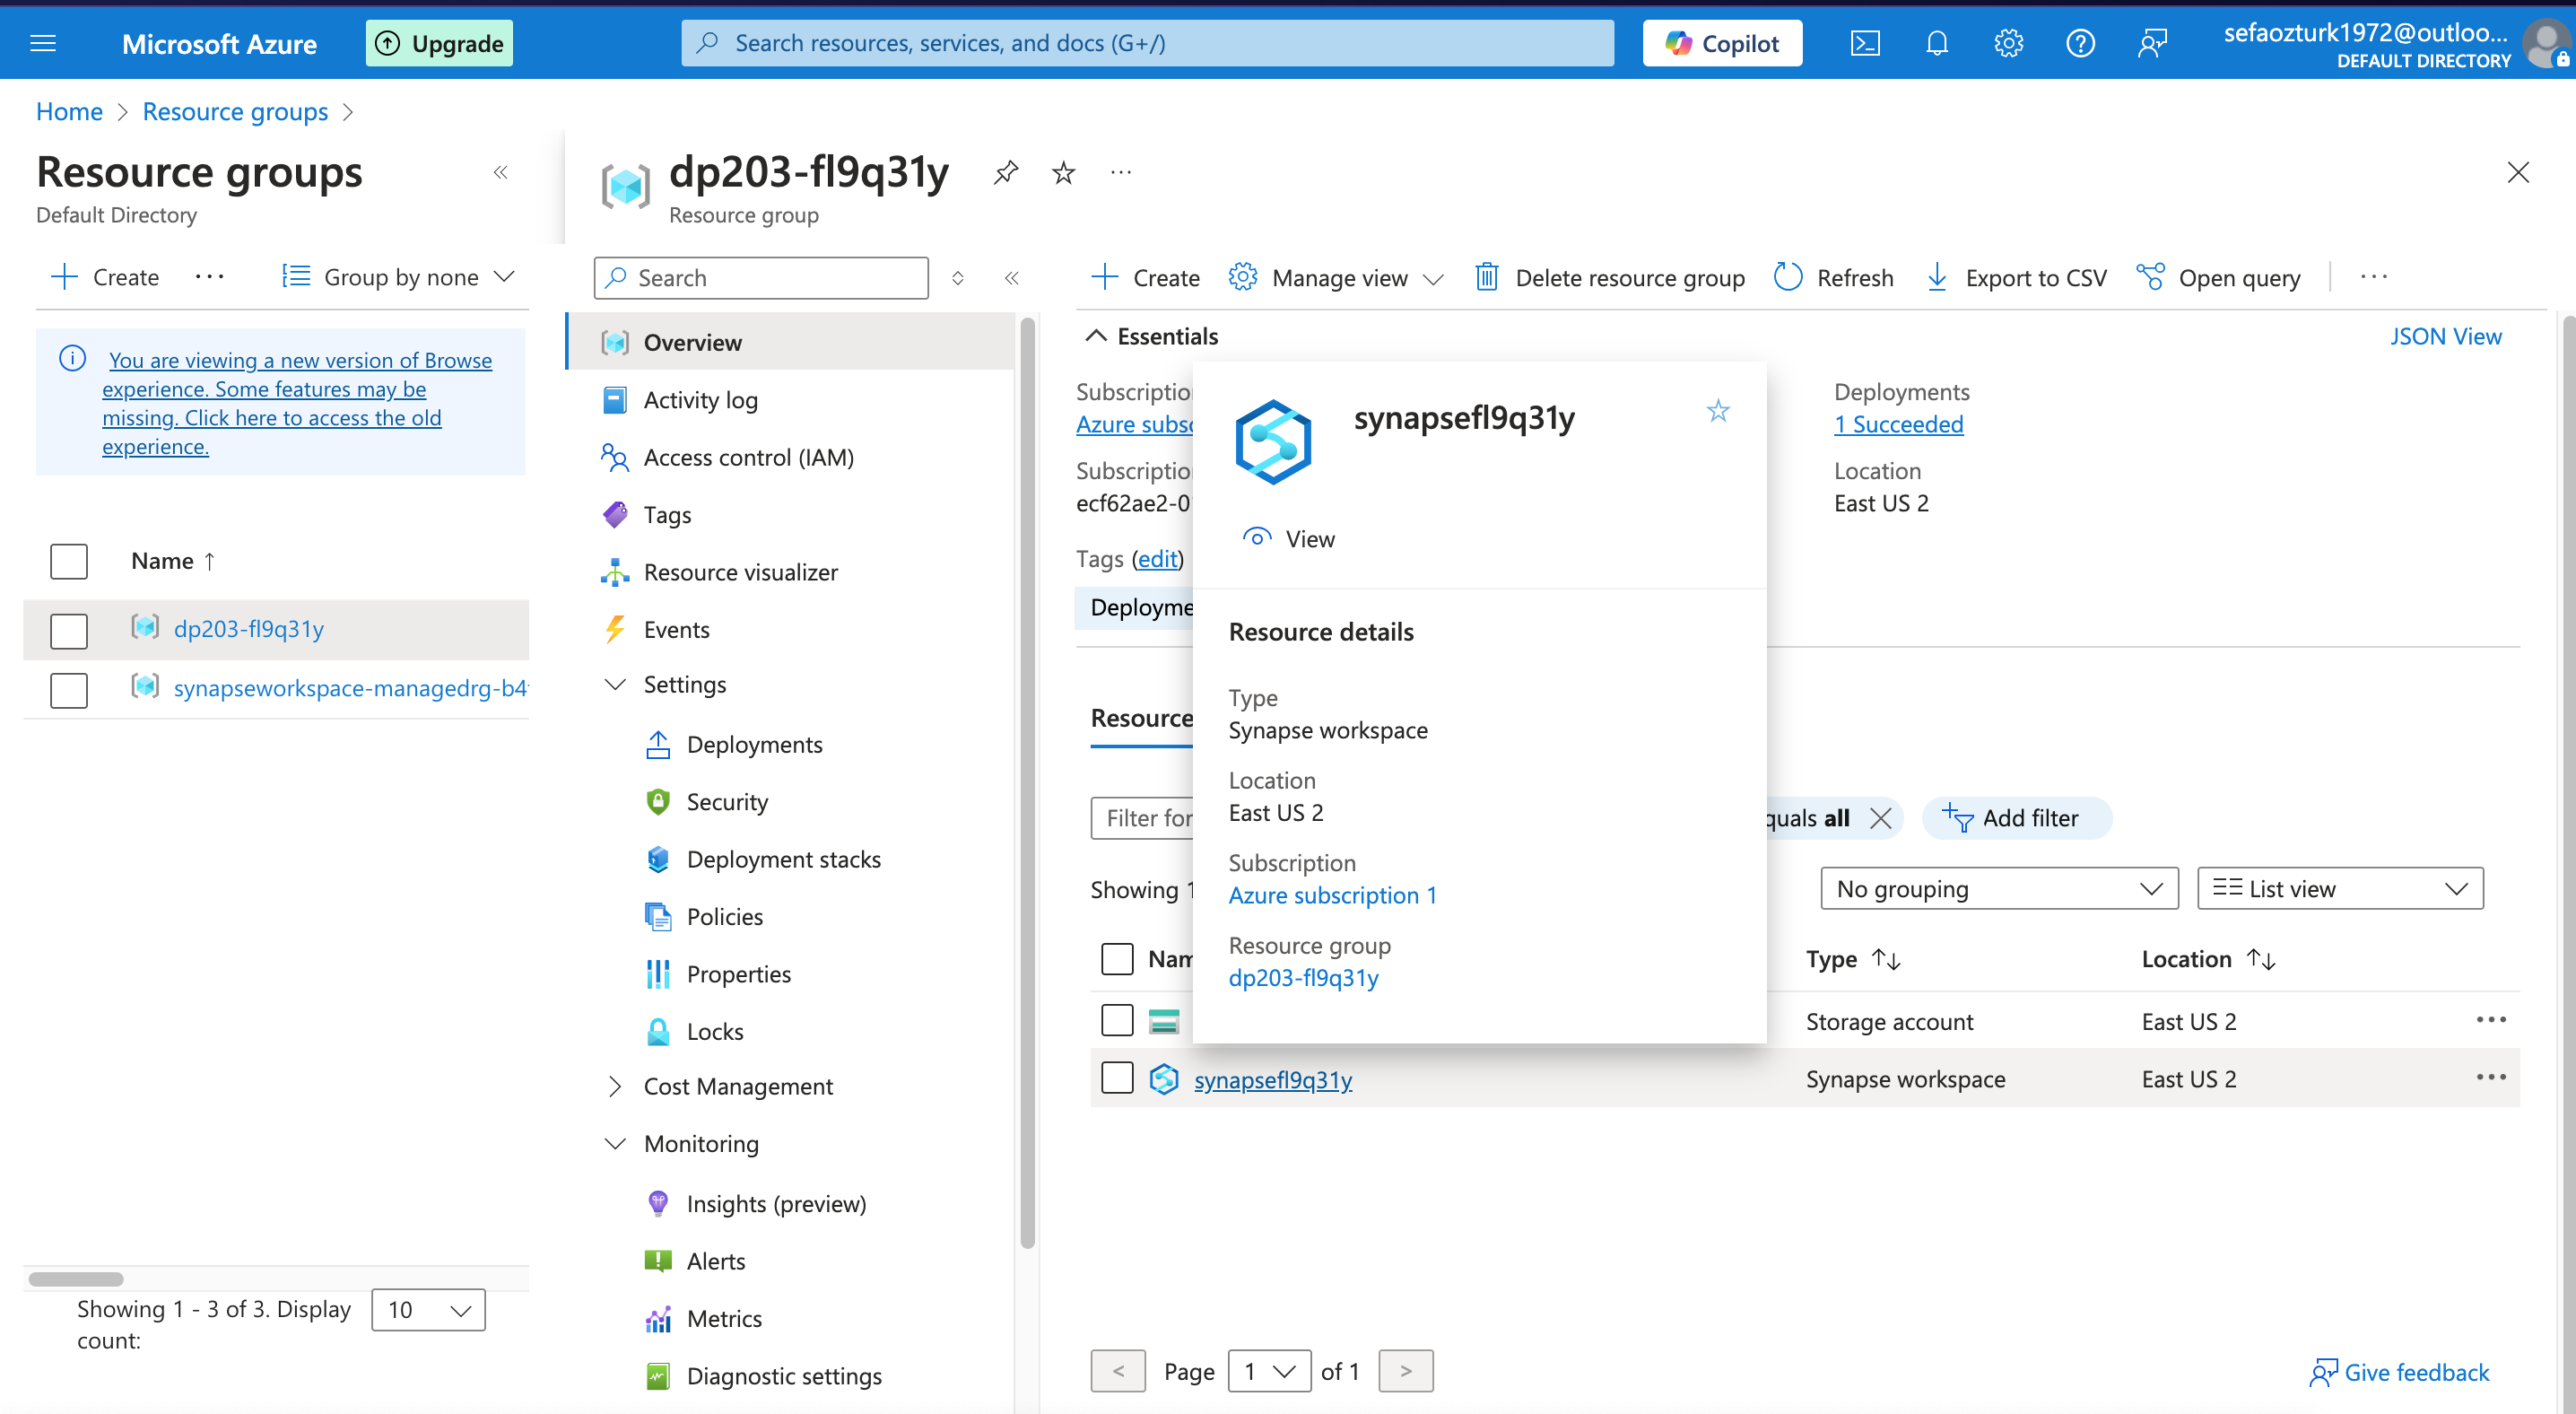 Microsoft Azure
Upgrade
Search resources, services, and docs (G+/)
Copilot
sefaozturk1972@outloo...
DEFAULT DIRECTORY
Home
Resource groups
Resource groups
Default Directory
Create
Group by none
You are viewing a new version of Browse
experience. Some features may be
missing. Click here to access the old
experience.
Name ↑
dp203-fl9q31y
synapseworkspace-managedrg-b4
Showing 1 - 3 of 3. Display
count:
10
dp203-fl9q31y
Resource group
Search
Overview
Activity log
Access control (IAM)
Tags
Resource visualizer
Events
Settings
Deployments
Security
Deployment stacks
Policies
Properties
Locks
Cost Management
Monitoring
Insights (preview)
Alerts
Metrics
Diagnostic settings
Create
Manage view
Delete resource group
Refresh
Export to CSV
Open query
Essentials
JSON View
Subscription
Azure subsc
Subscription
ecf62ae2-0
Tags (edit)
Deployme
Deployments
1 Succeeded
Location
East US 2
synapsefl9q31y
View
Resource details
Type
Synapse workspace
Location
East US 2
Subscription
Azure subscription 1
Resource group
dp203-fl9q31y
Resource
Filter for
quals all
Add filter
Showing 1
No grouping
List view
Nam
Type ↑↓
Location ↑↓
Storage account
East US 2
synapsefl9q31y
Synapse workspace
East US 2
< Page 1 of 1 >
Give feedback